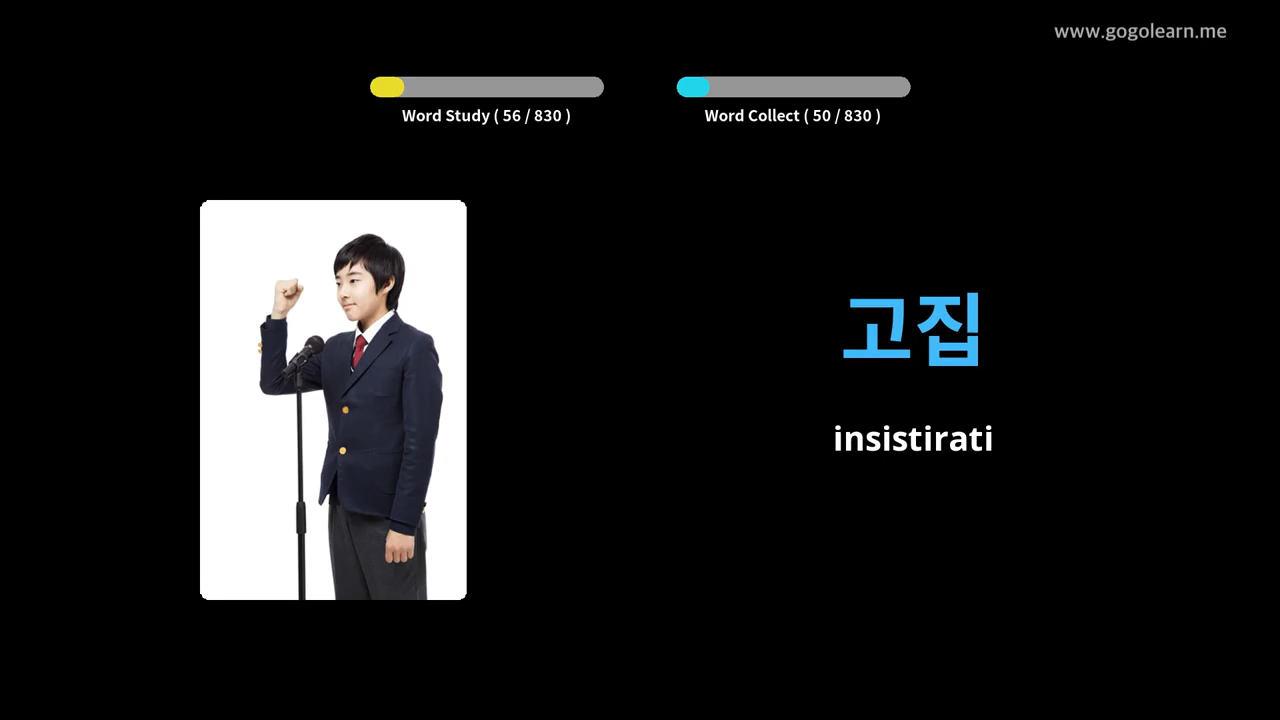 www.gogolearn.me
Word Study ( 56 / 830 )
Word Collect ( 50 / 830 )
고집
insistirati